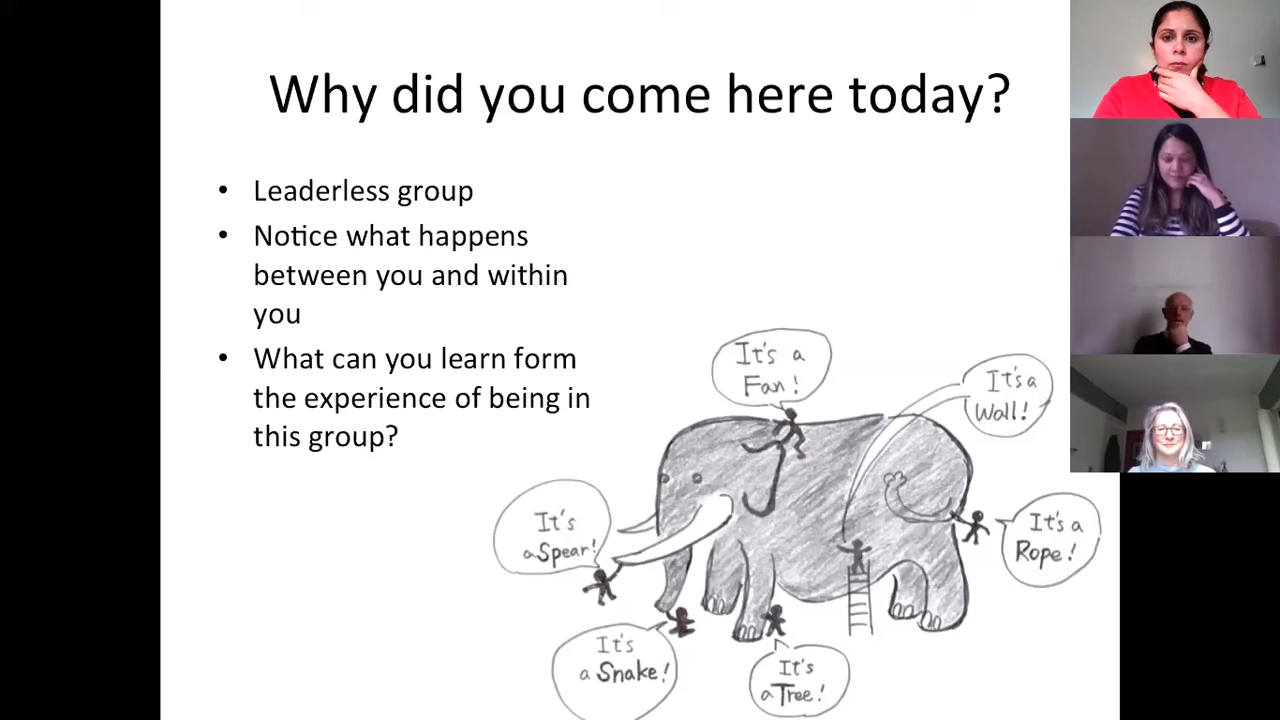 Why did you come here today?
• Leaderless group
• Notice what happens
between you and within
you
• What can you learn form
the experience of being in
this group?
It's a
Fan!
It's a
Wall!
It's
a Spear!
It's a
Rope!
It's
a Snake!
It's
a Tree!